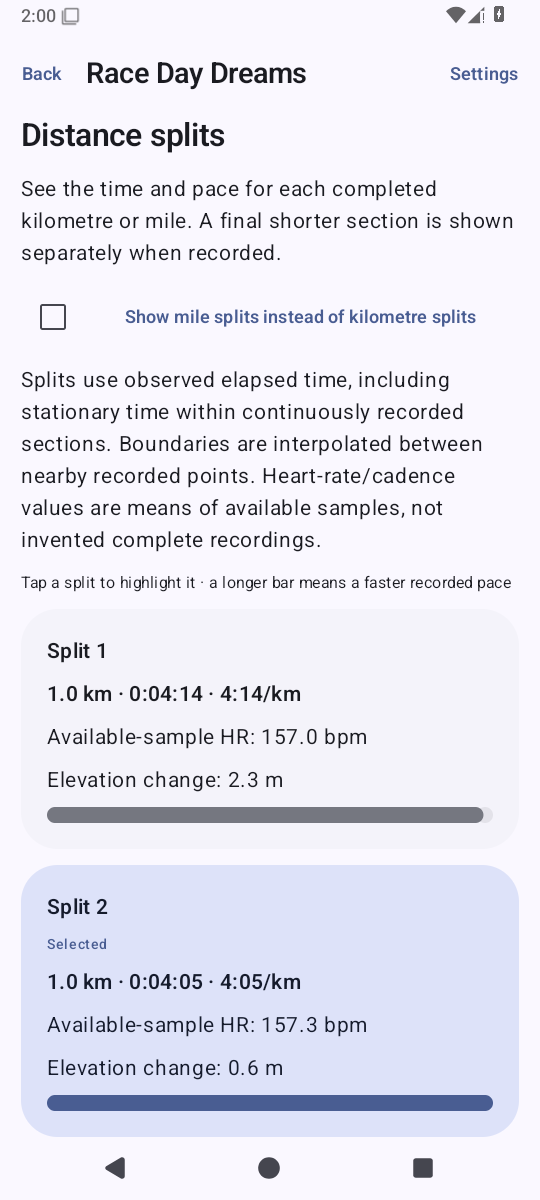 2:00
Back
Race Day Dreams
Settings
Distance splits
See the time and pace for each completed
kilometre or mile. A final shorter section is shown
separately when recorded.
Show mile splits instead of kilometre splits
Splits use observed elapsed time, including
stationary time within continuously recorded
sections. Boundaries are interpolated between
nearby recorded points. Heart-rate/cadence
values are means of available samples, not
invented complete recordings.
Tap a split to highlight it · a longer bar means a faster recorded pace
Split 1
1.0 km · 0:04:14 · 4:14/km
Available-sample HR: 157.0 bpm
Elevation change: 2.3 m
Split 2
Selected
1.0 km · 0:04:05 · 4:05/km
Available-sample HR: 157.3 bpm
Elevation change: 0.6 m